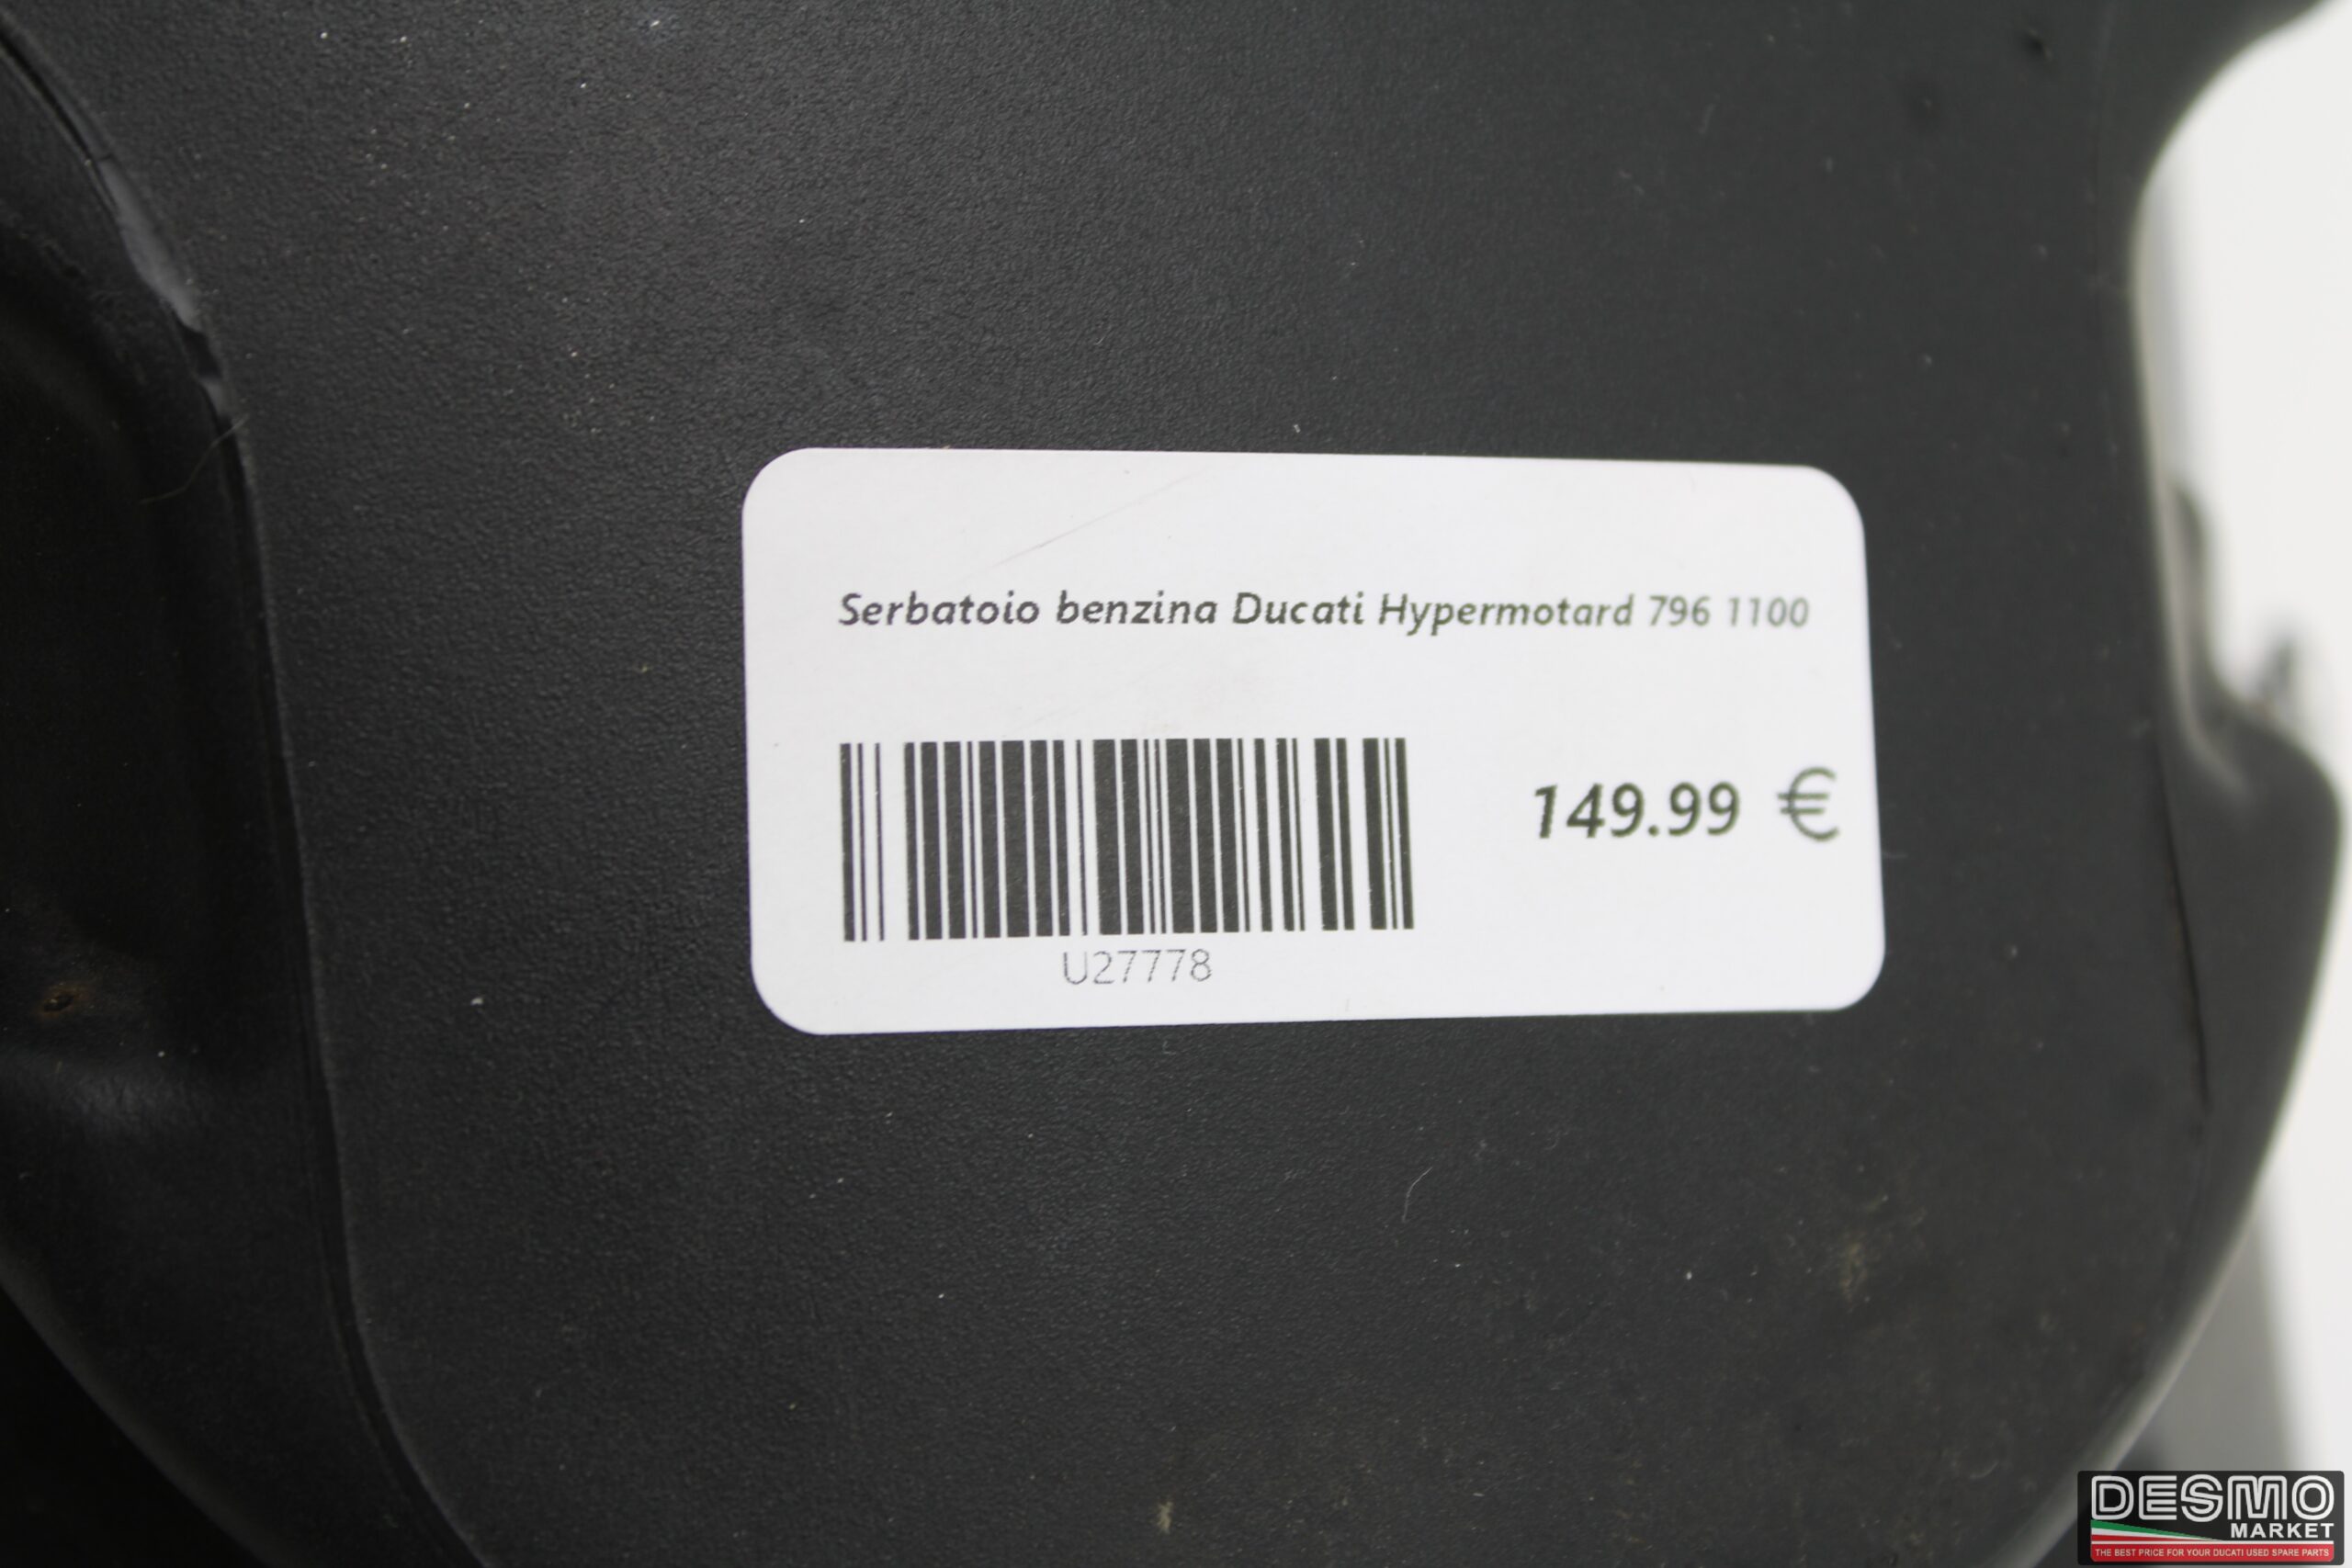 Serbatoio benzina Ducati Hypermotard 796 1100
149.99 €
U27778
DESMO
MARKET
THE BEST PRICE FOR YOUR DUCATI USED SPARE PARTS